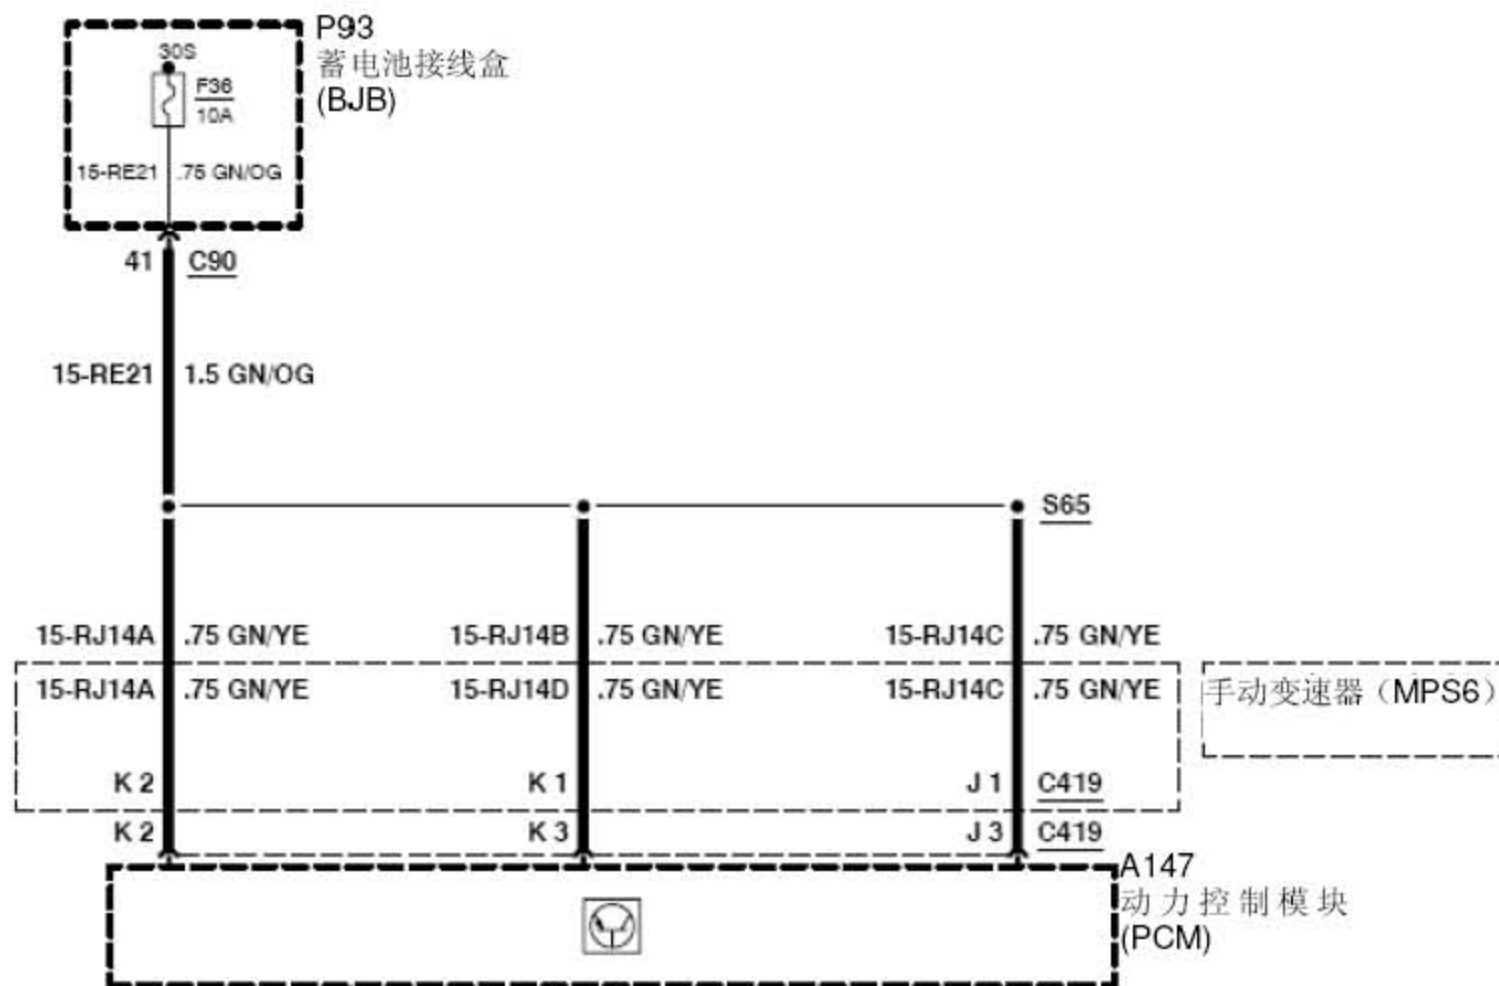 P93
蓄电池接线盒
(BJB)
30S
F36
10A
15-RE21 .75 GN/OG
41 C90
15-RE21 1.5 GN/OG
S65
15-RJ14A .75 GN/YE 15-RJ14B .75 GN/YE 15-RJ14C .75 GN/YE
15-RJ14A .75 GN/YE 15-RJ14D .75 GN/YE 15-RJ14C .75 GN/YE
手动变速器（MPS6）
K 2 K 1 J 1 C419
K 2 K 3 J 3 C419
A147
动力控制模块
(PCM)